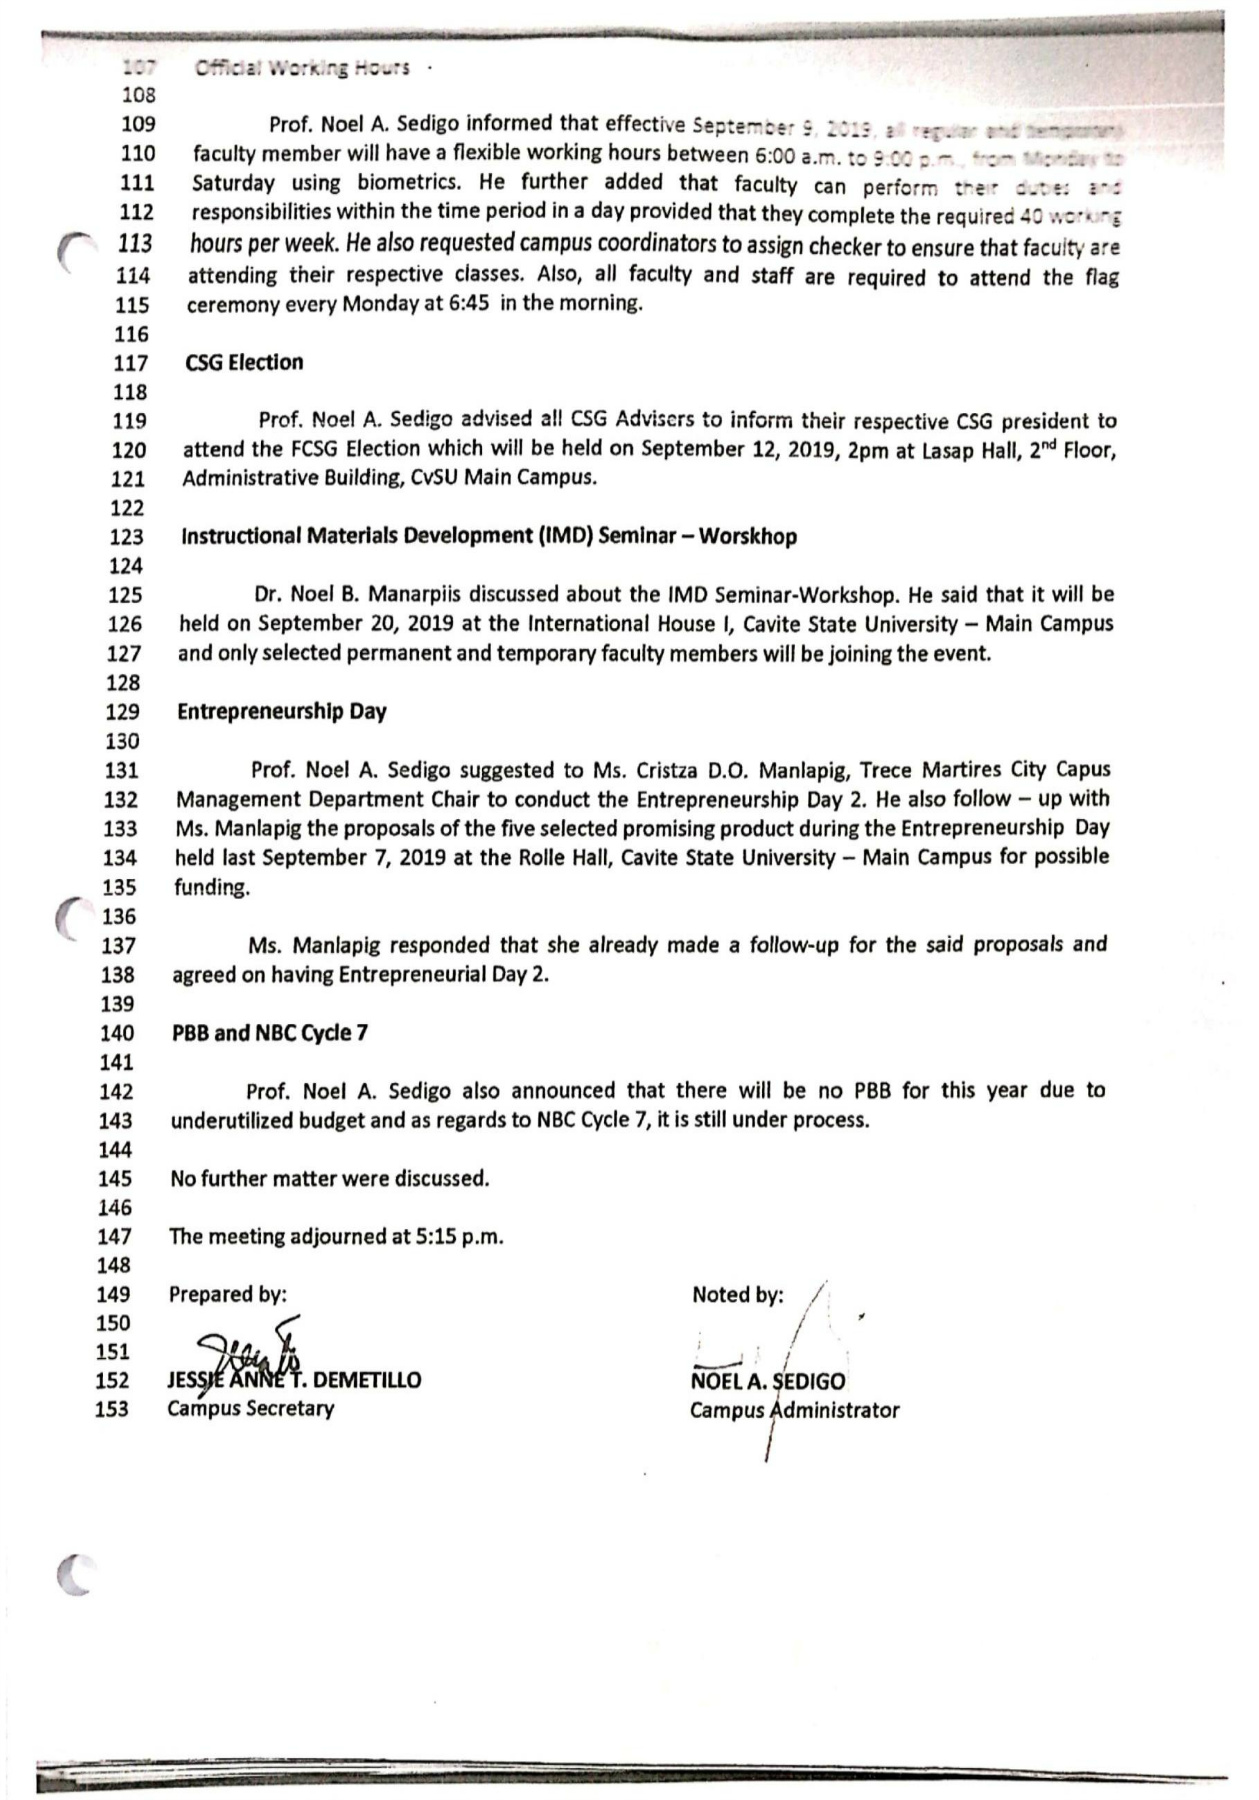 107 Official Working Hours
108
109 Prof. Noel A. Sedigo informed that effective September 9, 2019, all regular and temporary
110 faculty member will have a flexible working hours between 6:00 a.m. to 9:00 p.m., from Monday to
111 Saturday using biometrics. He further added that faculty can perform their duties and
112 responsibilities within the time period in a day provided that they complete the required 40 working
113 hours per week. He also requested campus coordinators to assign checker to ensure that faculty are
114 attending their respective classes. Also, all faculty and staff are required to attend the flag
115 ceremony every Monday at 6:45 in the morning.
116
117 CSG Election
118
119 Prof. Noel A. Sedigo advised all CSG Advisers to inform their respective CSG president to
120 attend the FCSG Election which will be held on September 12, 2019, 2pm at Lasap Hall, 2nd Floor,
121 Administrative Building, CvSU Main Campus.
122
123 Instructional Materials Development (IMD) Seminar – Worskhop
124
125 Dr. Noel B. Manarpiis discussed about the IMD Seminar-Workshop. He said that it will be
126 held on September 20, 2019 at the International House I, Cavite State University – Main Campus
127 and only selected permanent and temporary faculty members will be joining the event.
128
129 Entrepreneurship Day
130
131 Prof. Noel A. Sedigo suggested to Ms. Cristza D.O. Manlapig, Trece Martires City Capus
132 Management Department Chair to conduct the Entrepreneurship Day 2. He also follow – up with
133 Ms. Manlapig the proposals of the five selected promising product during the Entrepreneurship Day
134 held last September 7, 2019 at the Rolle Hall, Cavite State University – Main Campus for possible
135 funding.
136
137 Ms. Manlapig responded that she already made a follow-up for the said proposals and
138 agreed on having Entrepreneurial Day 2.
139
140 PBB and NBC Cycle 7
141
142 Prof. Noel A. Sedigo also announced that there will be no PBB for this year due to
143 underutilized budget and as regards to NBC Cycle 7, it is still under process.
144
145 No further matter were discussed.
146
147 The meeting adjourned at 5:15 p.m.
148
149 Prepared by: Noted by:
150
151
152 JESSIE ANNE T. DEMETILLO NOEL A. SEDIGO
153 Campus Secretary Campus Administrator